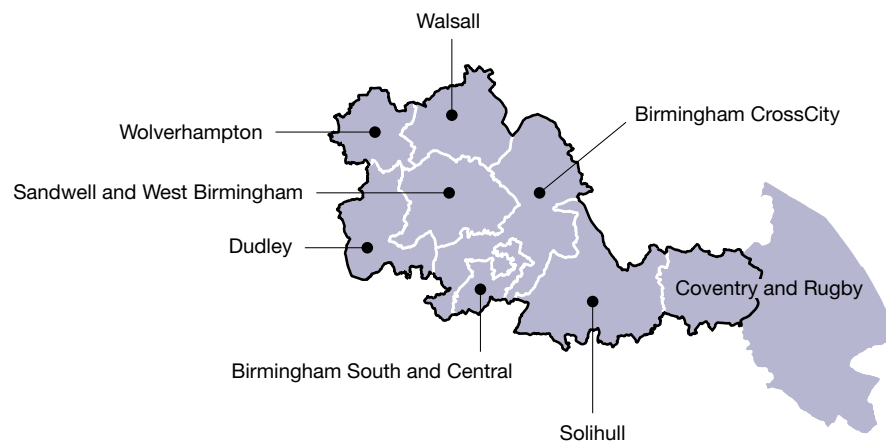 Walsall
Birmingham CrossCity
Wolverhampton
Sandwell and West Birmingham
Dudley
Coventry and Rugby
Birmingham South and Central
Solihull